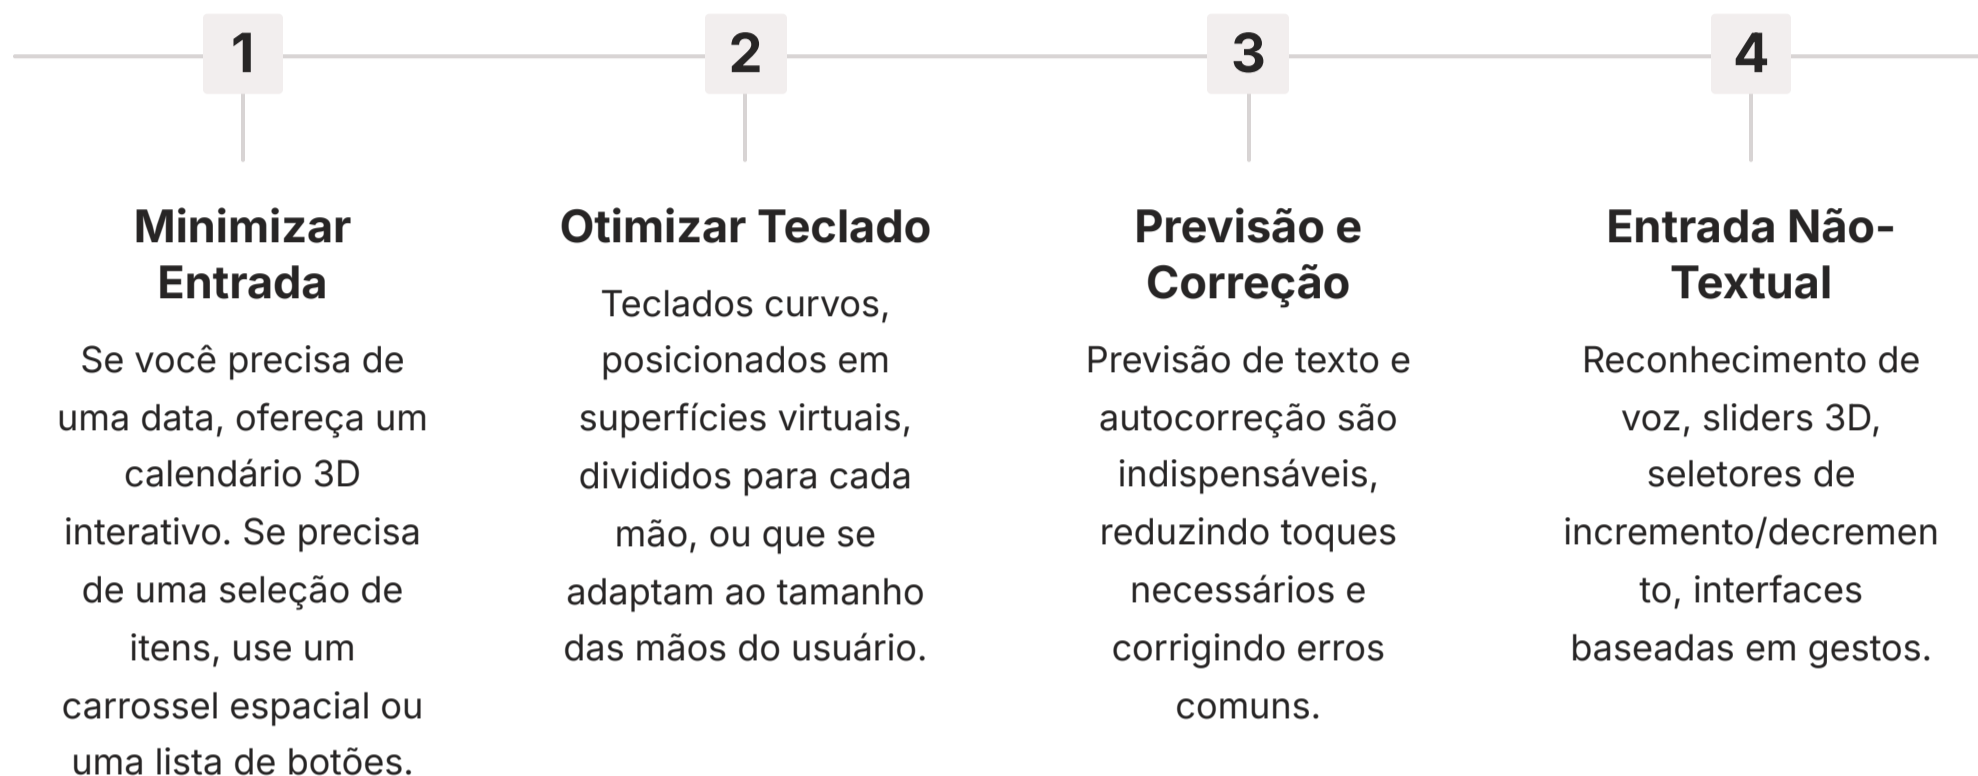 1
Minimizar
Entrada
Se você precisa de
uma data, ofereça um
calendário 3D
interativo. Se precisa
de uma seleção de
itens, use um
carrossel espacial ou
uma lista de botões.
2
Otimizar Teclado
Teclados curvos,
posicionados em
superfícies virtuais,
divididos para cada
mão, ou que se
adaptam ao tamanho
das mãos do usuário.
3
Previsão e
Correção
Previsão de texto e
autocorreção são
indispensáveis,
reduzindo toques
necessários e
corrigindo erros
comuns.
4
Entrada Não-
Textual
Reconhecimento de
voz, sliders 3D,
seletores de
incremento/decremen
to, interfaces
baseadas em gestos.